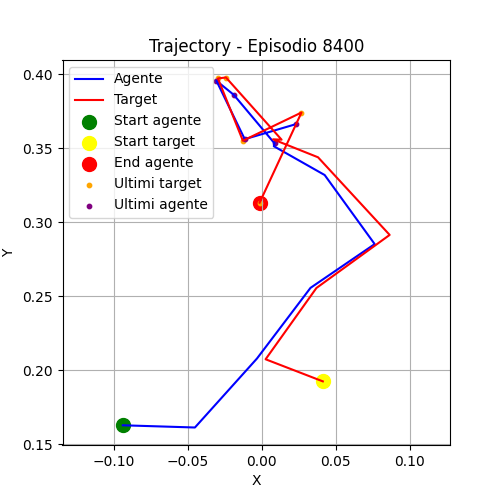 Trajectory - Episodio 8400
Agente
Target
Start agente
Start target
End agente
Ultimi target
Ultimi agente
0.40
0.35
0.30
0.25
0.20
0.15
Y
−0.10
−0.05
0.00
0.05
0.10
X